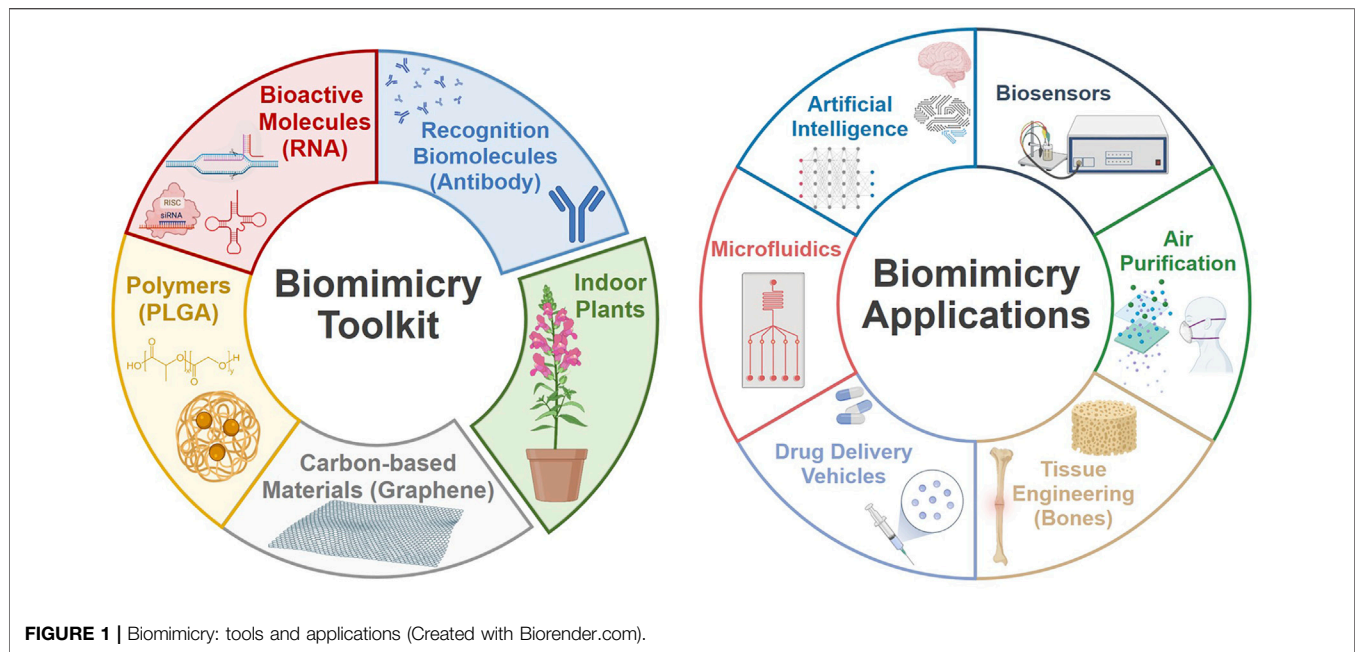 Bioactive
Molecules
(RNA)
RISC
siRNA
Recognition
Biomolecules
(Antibody)
Polymers
(PLGA)
HO
O
O
O
O
O
H
x
y
Biomimicry
Toolkit
Indoor
Plants
Carbon-based
Materials (Graphene)
Artificial
Intelligence
Biosensors
Microfluidics
Biomimicry
Applications
Air
Purification
Drug Delivery
Vehicles
Tissue
Engineering
(Bones)
FIGURE 1 | Biomimicry: tools and applications (Created with Biorender.com).